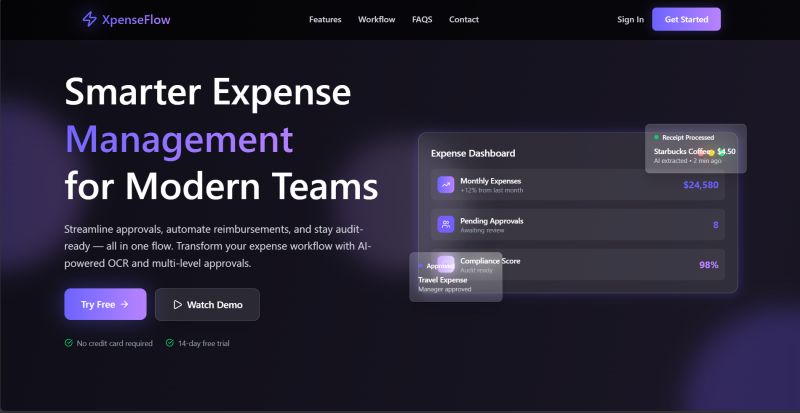 XpenseFlow
Features
Workflow
FAQS
Contact
Sign In
Get Started
Smarter Expense
Management
for Modern Teams
Streamline approvals, automate reimbursements, and stay audit-
ready — all in one flow. Transform your expense workflow with AI-
powered OCR and multi-level approvals.
Try Free
Watch Demo
No credit card required
14-day free trial
Expense Dashboard
Receipt Processed
Starbucks Coffee - $4.50
AI extracted • 2 min ago
Monthly Expenses
+12% from last month
$24,580
Pending Approvals
Awaiting review
8
Compliance Score
Audit ready
98%
Approved
Travel Expense
Manager approved